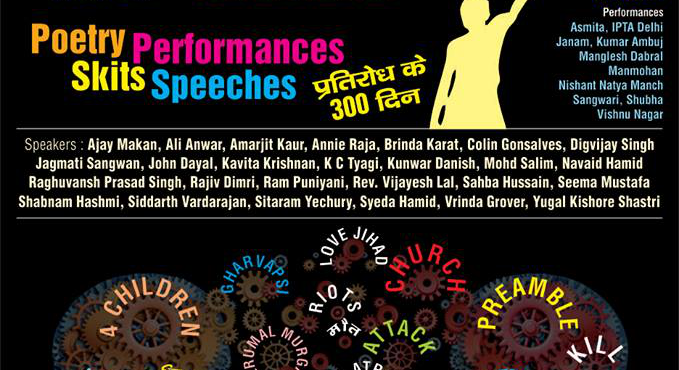 Poetry Performances
Skits Speeches
प्रतिरोध के
300 दिन
Performances
Asmita, IPTA Delhi
Janam, Kumar Ambuj
Manglesh Dabral
Manmohan
Nishant Natya Manch
Sangwari, Shubha
Vishnu Nagar
Speakers : Ajay Makan, Ali Anwar, Amarjit Kaur, Annie Raja, Brinda Karat, Colin Gonsalves, Digvijay Singh
Jagmati Sangwan, John Dayal, Kavita Krishnan, K C Tyagi, Kunwar Danish, Mohd Salim, Navaid Hamid
Raghuvansh Prasad Singh, Rajiv Dimri, Ram Puniyani, Rev. Vijayesh Lal, Sahba Hussain, Seema Mustafa
Shabnam Hashmi, Siddarth Vardarajan, Sitaram Yechury, Syeda Hamid, Vrinda Grover, Yugal Kishore Shastri
LOVE JIHAD
GHARVAPSI
CHURCH
4 CHILDREN
RIOTS
PREAMBLE
मौत
ATTACK
KILL